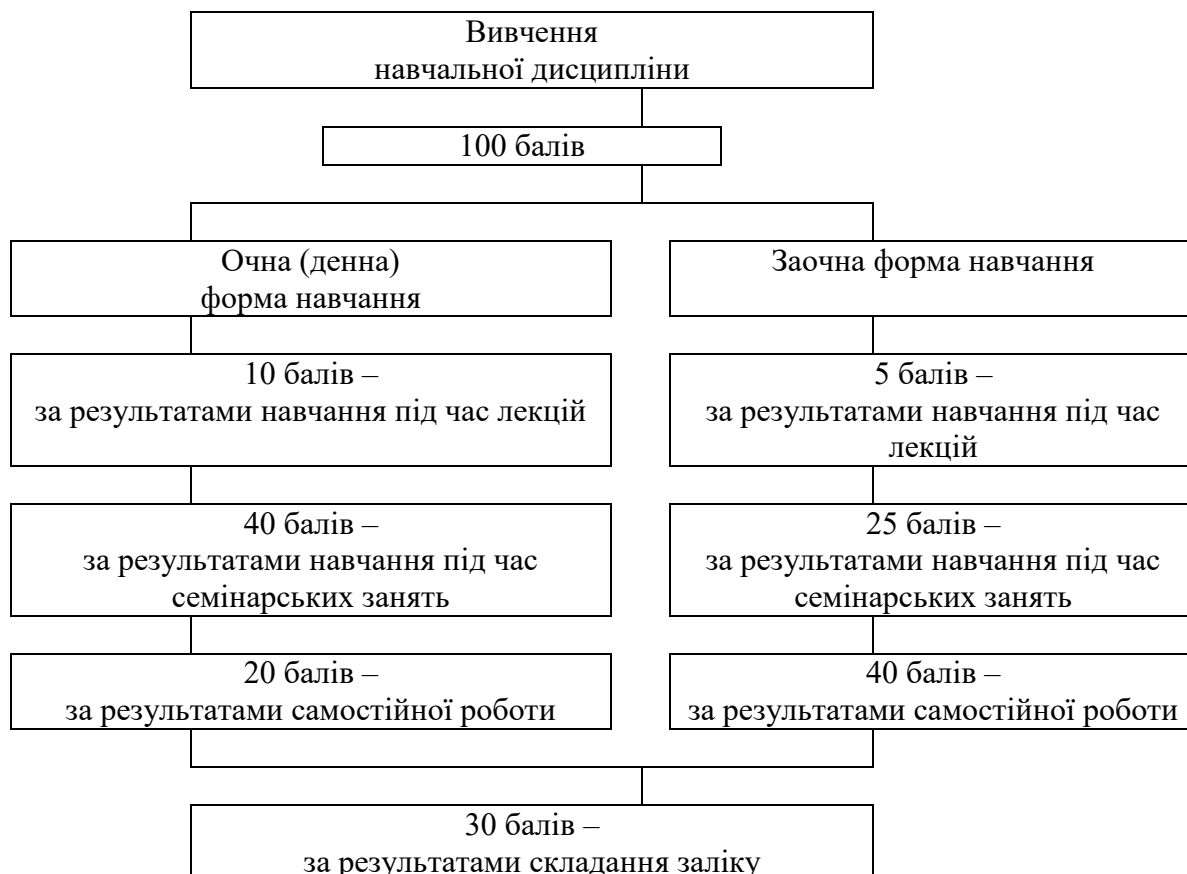 Вивчення
навчальної дисципліни
100 балів
Очна (денна)
форма навчання
Заочна форма навчання
10 балів –
за результатами навчання під час лекцій
5 балів –
за результатами навчання під час
лекцій
40 балів –
за результатами навчання під час
семінарських занять
25 балів –
за результатами навчання під час
семінарських занять
20 балів –
за результатами самостійної роботи
40 балів –
за результатами самостійної роботи
30 балів –
за результатами складання заліку